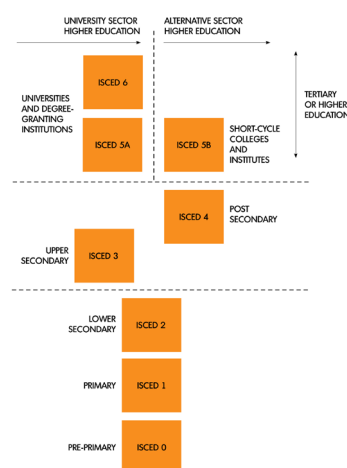 UNIVERSITY SECTOR
HIGHER EDUCATION
ALTERNATIVE SECTOR
HIGHER EDUCATION
ISCED 6
UNIVERSITIES
AND DEGREE-
GRANTING
INSTITUTIONS
TERTIARY
OR HIGHER
EDUCATION
ISCED 5A
ISCED 5B
SHORT-CYCLE
COLLEGES
AND
INSTITUTES
ISCED 4
POST
SECONDARY
UPPER
SECONDARY
ISCED 3
LOWER
SECONDARY
ISCED 2
PRIMARY
ISCED 1
PRE-PRIMARY
ISCED 0